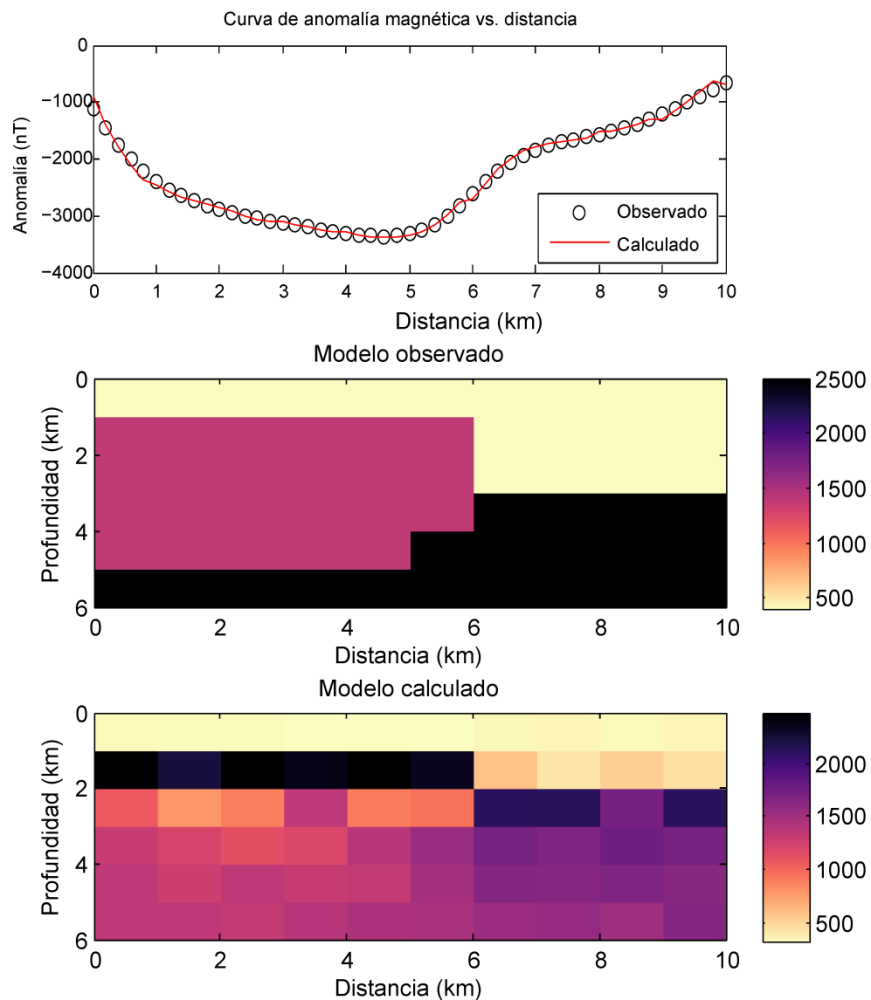 Curva de anomalía magnética vs. distancia
0
−1000
−2000
−3000
−4000
Anomalía (nT)
Observado
Calculado
0 1 2 3 4 5 6 7 8 9 10
Distancia (km)
Modelo observado
0
2
4
6
Profundidad (km)
0 2 4 6 8 10
Distancia (km)
2500
2000
1500
1000
500
Modelo calculado
0
2
4
6
Profundidad (km)
0 2 4 6 8 10
Distancia (km)
2000
1500
1000
500